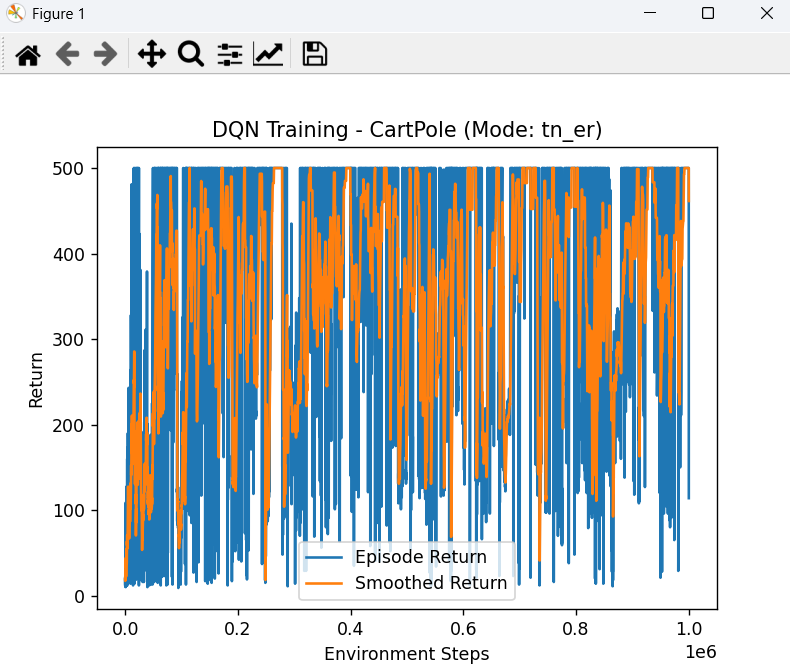 Figure 1
DQN Training - CartPole (Mode: tn_er)
500
400
300
200
100
0
Return
Episode Return
Smoothed Return
0.0 0.2 0.4 0.6 0.8 1.0
1e6
Environment Steps